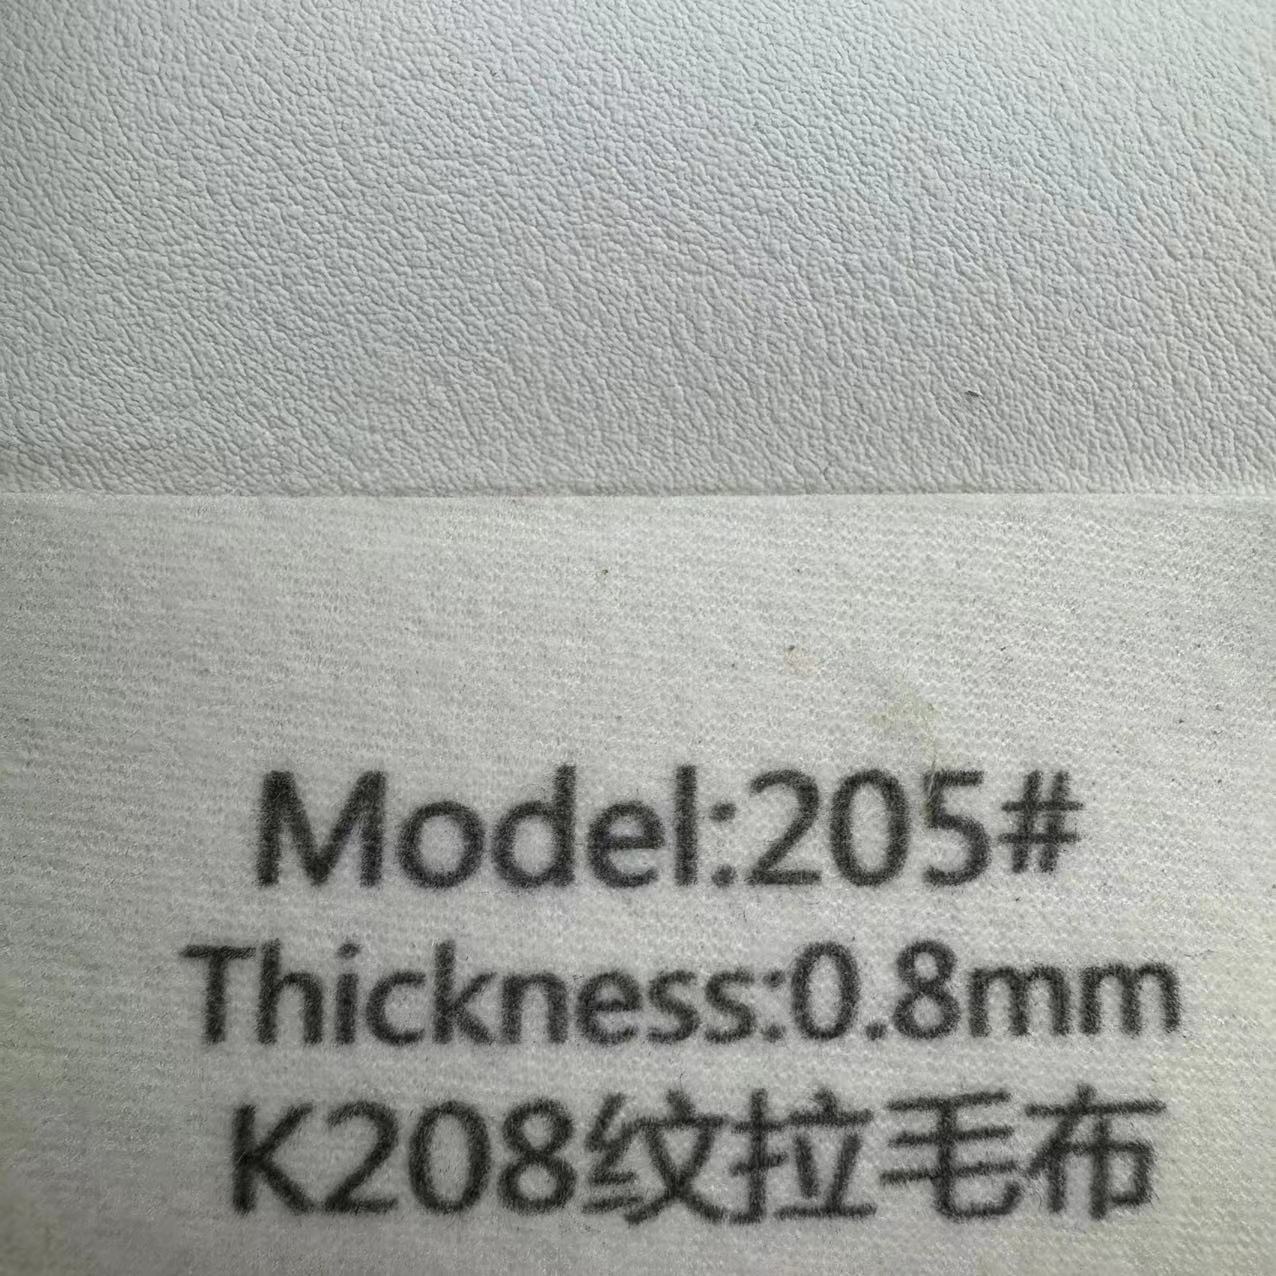 Model:205#
Thickness:0.8mm
K208纹拉毛布